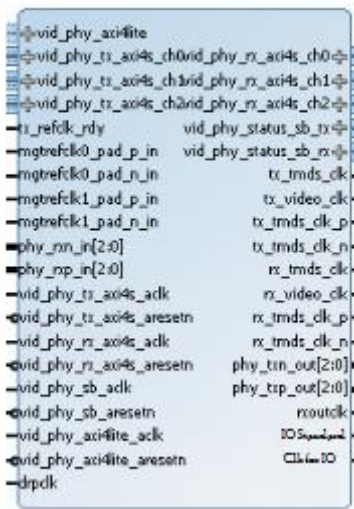 vid_phy_axi4lite
vid_phy_tx_axi4s_ch0 vid_phy_rx_axi4s_ch0
vid_phy_tx_axi4s_ch1 vid_phy_rx_axi4s_ch1
vid_phy_tx_axi4s_ch2 vid_phy_rx_axi4s_ch2
tx_refclk_rdy vid_phy_status_sb_tx
mgtrefclk0_pad_p_in vid_phy_status_sb_rx
mgtrefclk0_pad_n_in tx_tmds_clk
mgtrefclk1_pad_p_in tx_video_clk
mgtrefclk1_pad_n_in tx_tmds_clk_p
phy_rxn_in[2:0] tx_tmds_clk_n
phy_rxp_in[2:0] rx_tmds_clk
vid_phy_tx_axi4s_aclk rx_video_clk
vid_phy_tx_axi4s_aresetn rx_tmds_clk_p
vid_phy_rx_axi4s_aclk rx_tmds_clk_n
vid_phy_rx_axi4s_aresetn phy_txn_out[2:0]
vid_phy_sb_aclk phy_txp_out[2:0]
vid_phy_sb_aresetn rxoutclk
vid_phy_axi4lite_aclk
vid_phy_axi4lite_aresetn
drpclk